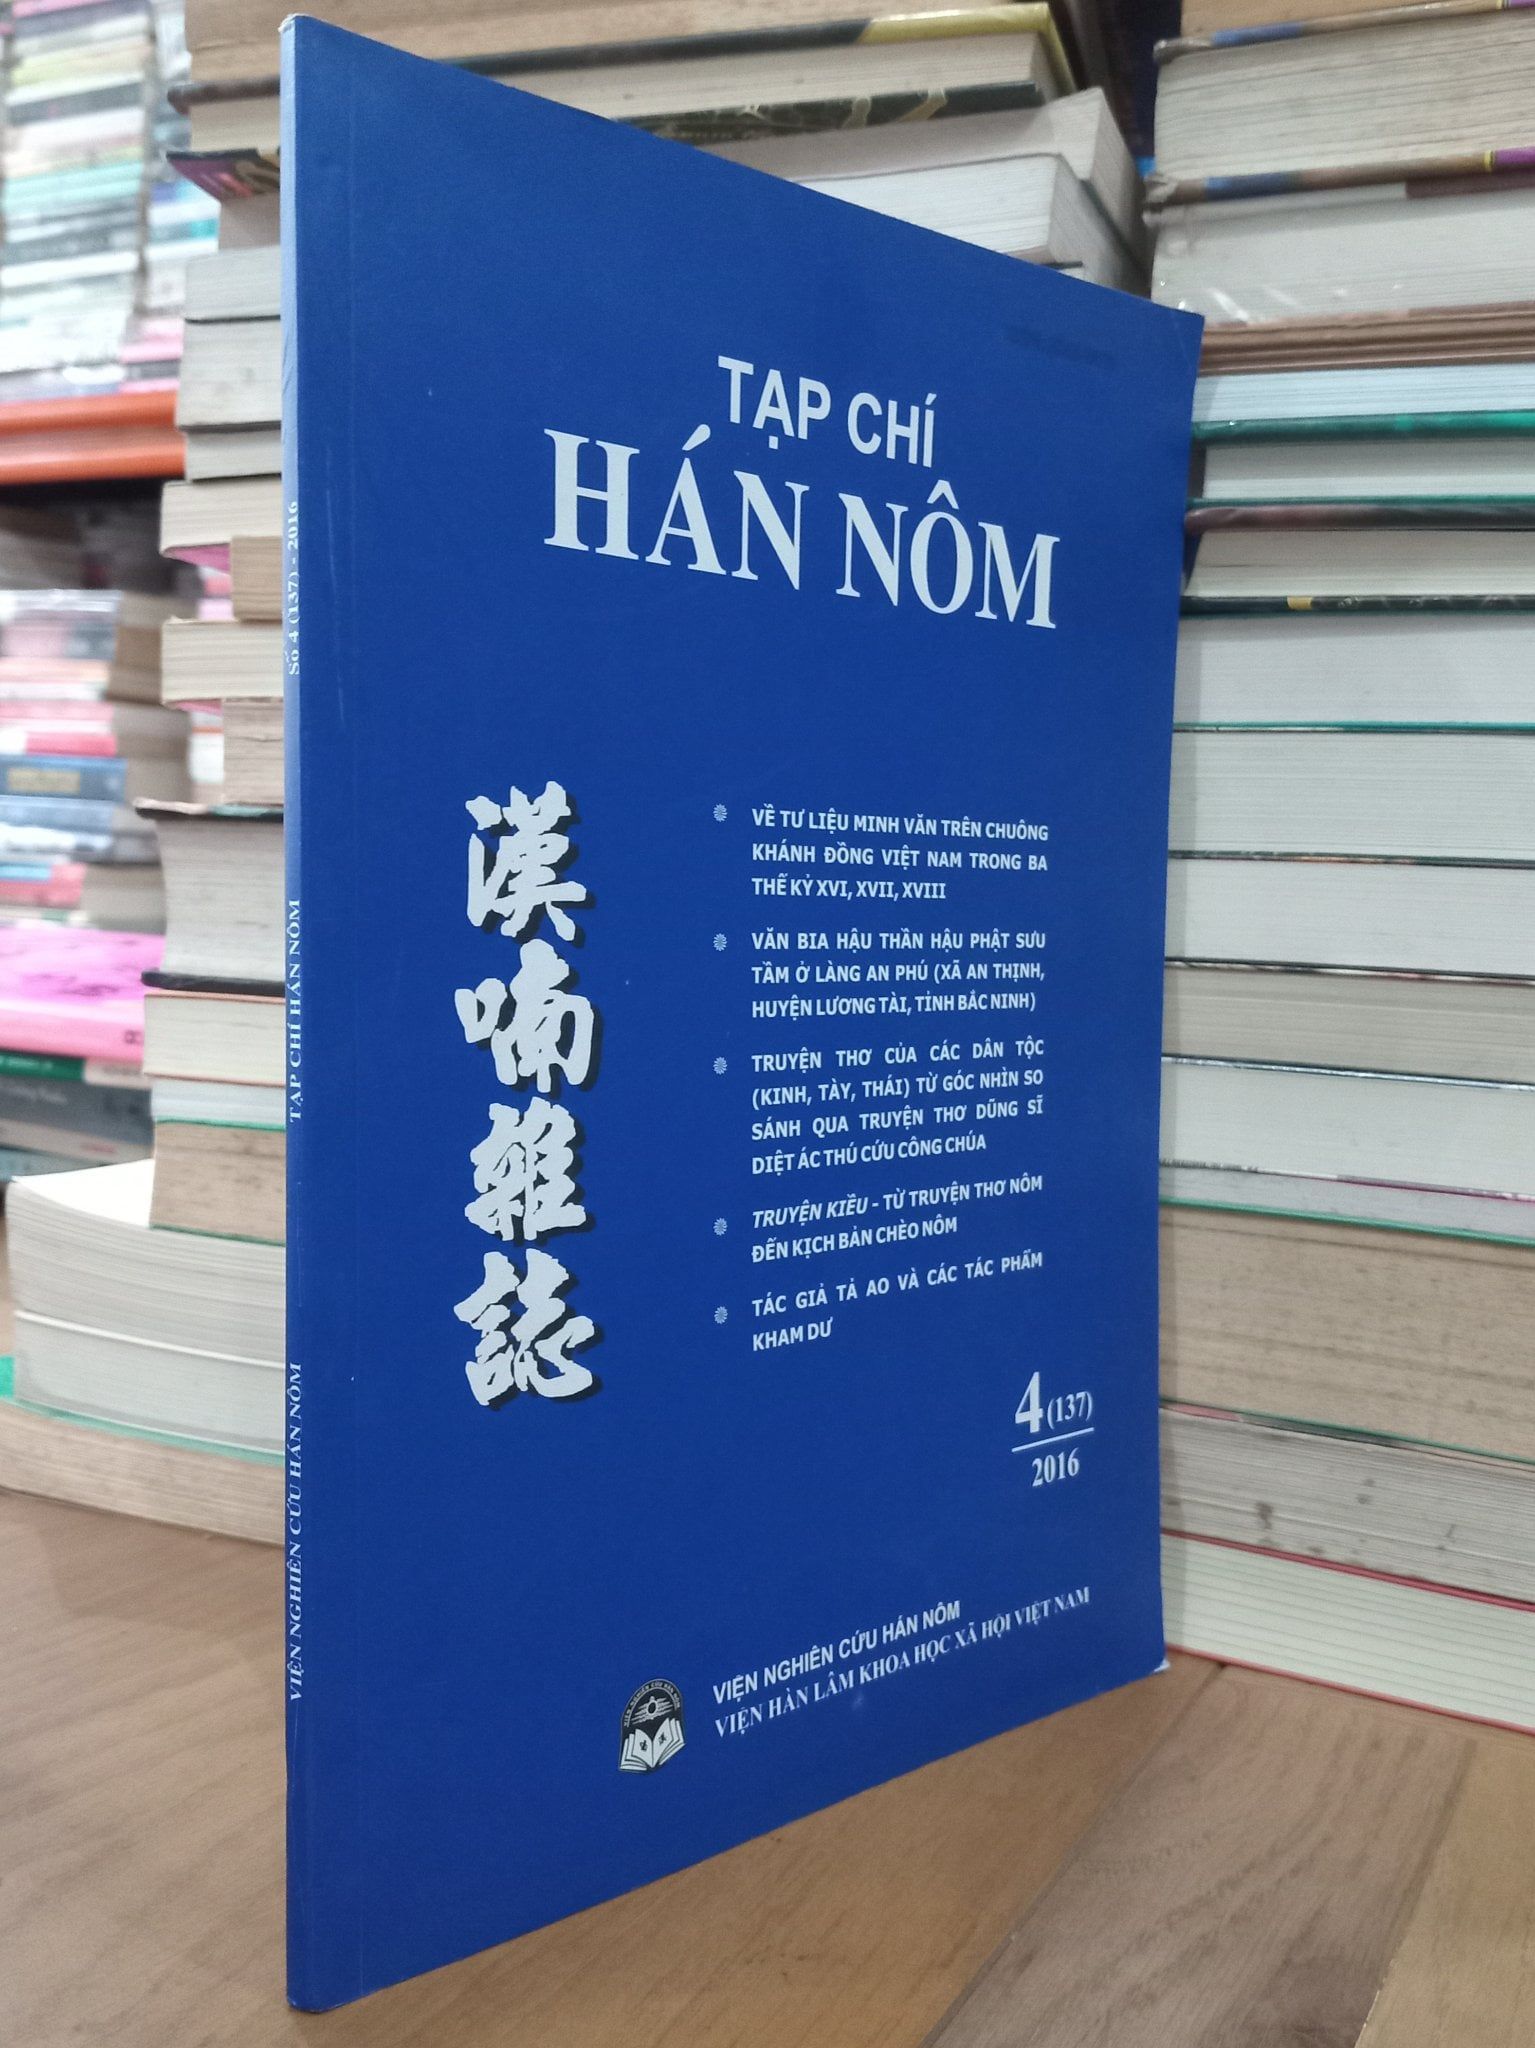 TẠP CHÍ
HÁN NÔM
漢喃雜誌
VỀ TƯ LIỆU MINH VĂN TRÊN CHUÔNG
KHÁNH ĐỒNG VIỆT NAM TRONG BA
THẾ KỶ XVI, XVII, XVIII
VĂN BIA HẬU THẦN HẬU PHẬT SƯU
TẦM Ở LÀNG AN PHÚ (XÃ AN THỊNH,
HUYỆN LƯƠNG TÀI, TỈNH BẮC NINH)
TRUYỆN THƠ CỦA CÁC DÂN TỘC
(KINH, TÀY, THÁI) TỪ GÓC NHÌN SO
SÁNH QUA TRUYỆN THƠ DŨNG SĨ
DIỆT ÁC THÚ CỨU CÔNG CHÚA
TRUYỆN KIỀU - TỪ TRUYỆN THƠ NÔM
ĐẾN KỊCH BẢN CHÈO NÔM
TÁC GIẢ TẢ AO VÀ CÁC TÁC PHẨM
KHAM DƯ
4 (137)
2016
VIỆN NGHIÊN CỨU HÁN NÔM
VIỆN HÀN LÂM KHOA HỌC XÃ HỘI VIỆT NAM
VIỆN NGHIÊN CỨU HÁN NÔM
VIỆN NGHIÊN CỨU HÁN NÔM
TẠP CHÍ HÁN NÔM
Số 4 (137) - 2016